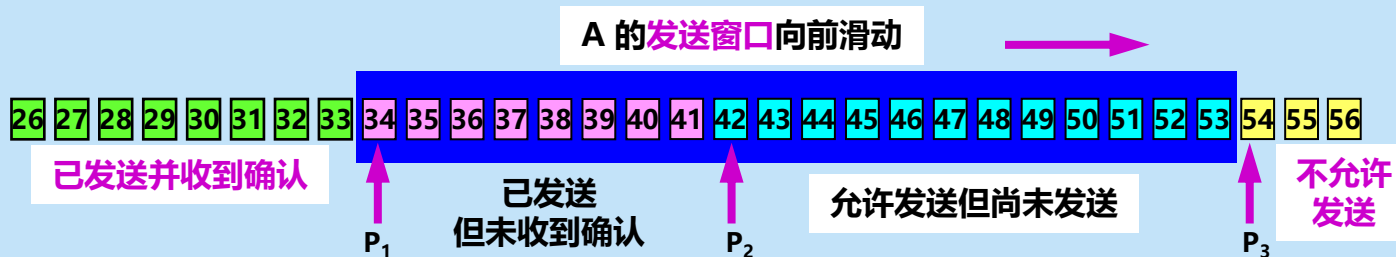 A 的发送窗口向前滑动
26 27 28 29 30 31 32 33 34 35 36 37 38 39 40 41 42 43 44 45 46 47 48 49 50 51 52 53 54 55 56
已发送并收到确认
已发送
但未收到确认
允许发送但尚未发送
不允许
发送
P1
P2
P3